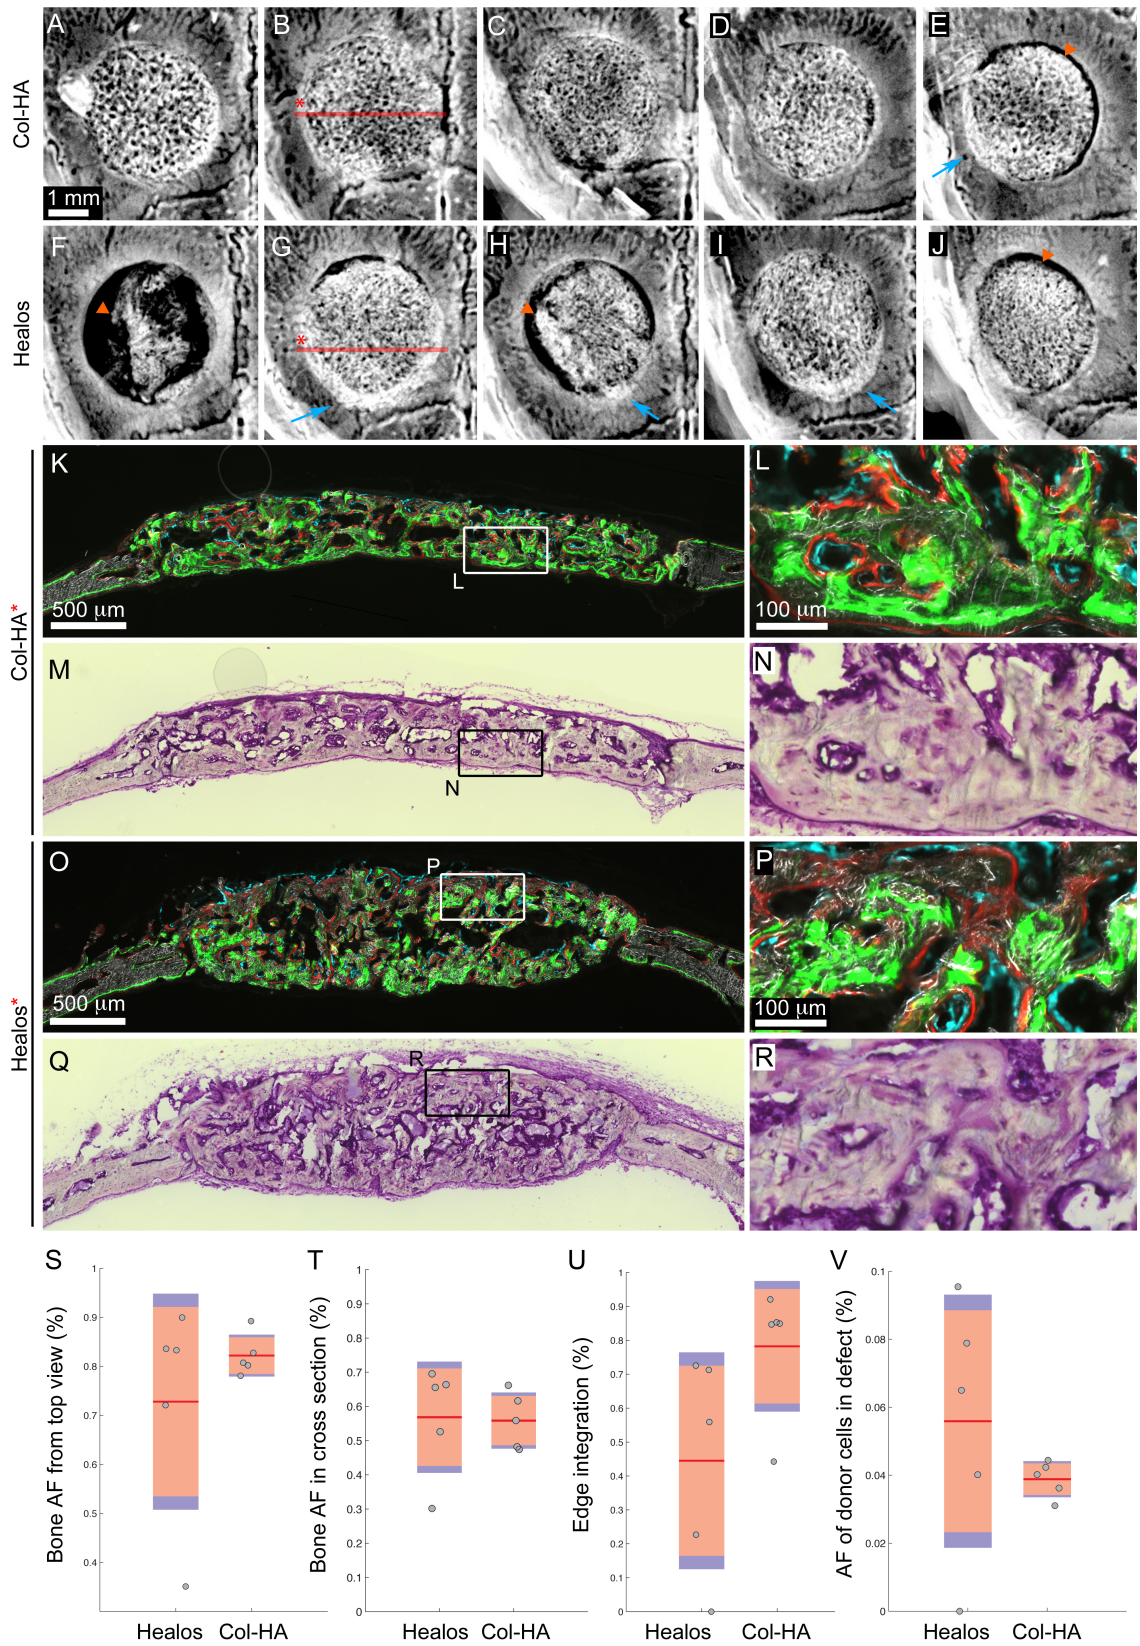 A B C D E
Col-HA
*
1 mm
F G H I J
Healos
*
K L
L
500 µm 100 µm
Col-HA*
M N
N
O P
P
500 µm 100 µm
Healos*
Q R
R
S T U V
Bone AF from top view (%)
1
0.9
0.8
0.7
0.6
0.5
0.4
Healos Col-HA
Bone AF in cross section (%)
1
0.9
0.8
0.7
0.6
0.5
0.4
0.3
0.2
0.1
0
Healos Col-HA
Edge integration (%)
1
0.9
0.8
0.7
0.6
0.5
0.4
0.3
0.2
0.1
0
Healos Col-HA
AF of donor cells in defect (%)
0.1
0.08
0.06
0.04
0.02
0
Healos Col-HA